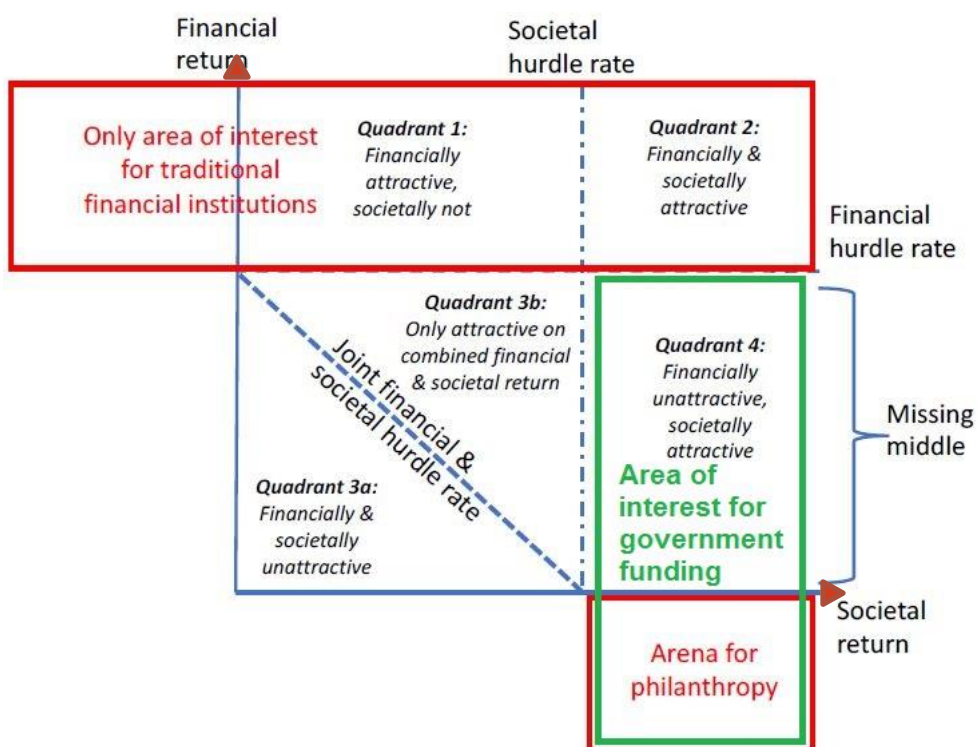 Financial
return
Societal
hurdle rate
Only area of interest
for traditional
financial institutions
Quadrant 1:
Financially
attractive,
societally not
Quadrant 2:
Financially &
societally
attractive
Financial
hurdle rate
Quadrant 3b:
Only attractive on
combined financial
& societal return
Joint financial &
societal hurdle rate
Quadrant 3a:
Financially &
societally
unattractive
Quadrant 4:
Financially
unattractive,
societally
attractive
Area of
interest for
government
funding
Missing
middle
Societal
return
Arena for
philanthropy